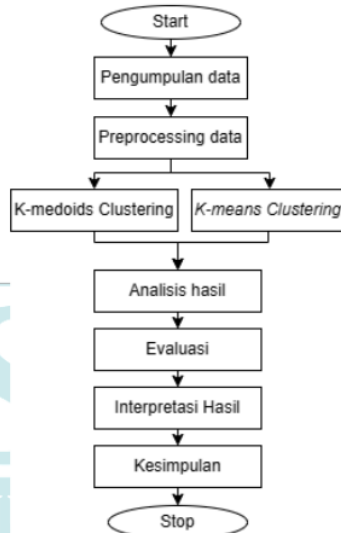 Start
Pengumpulan data
Preprocessing data
K-medoids Clustering
K-means Clustering
Analisis hasil
Evaluasi
Interpretasi Hasil
Kesimpulan
Stop